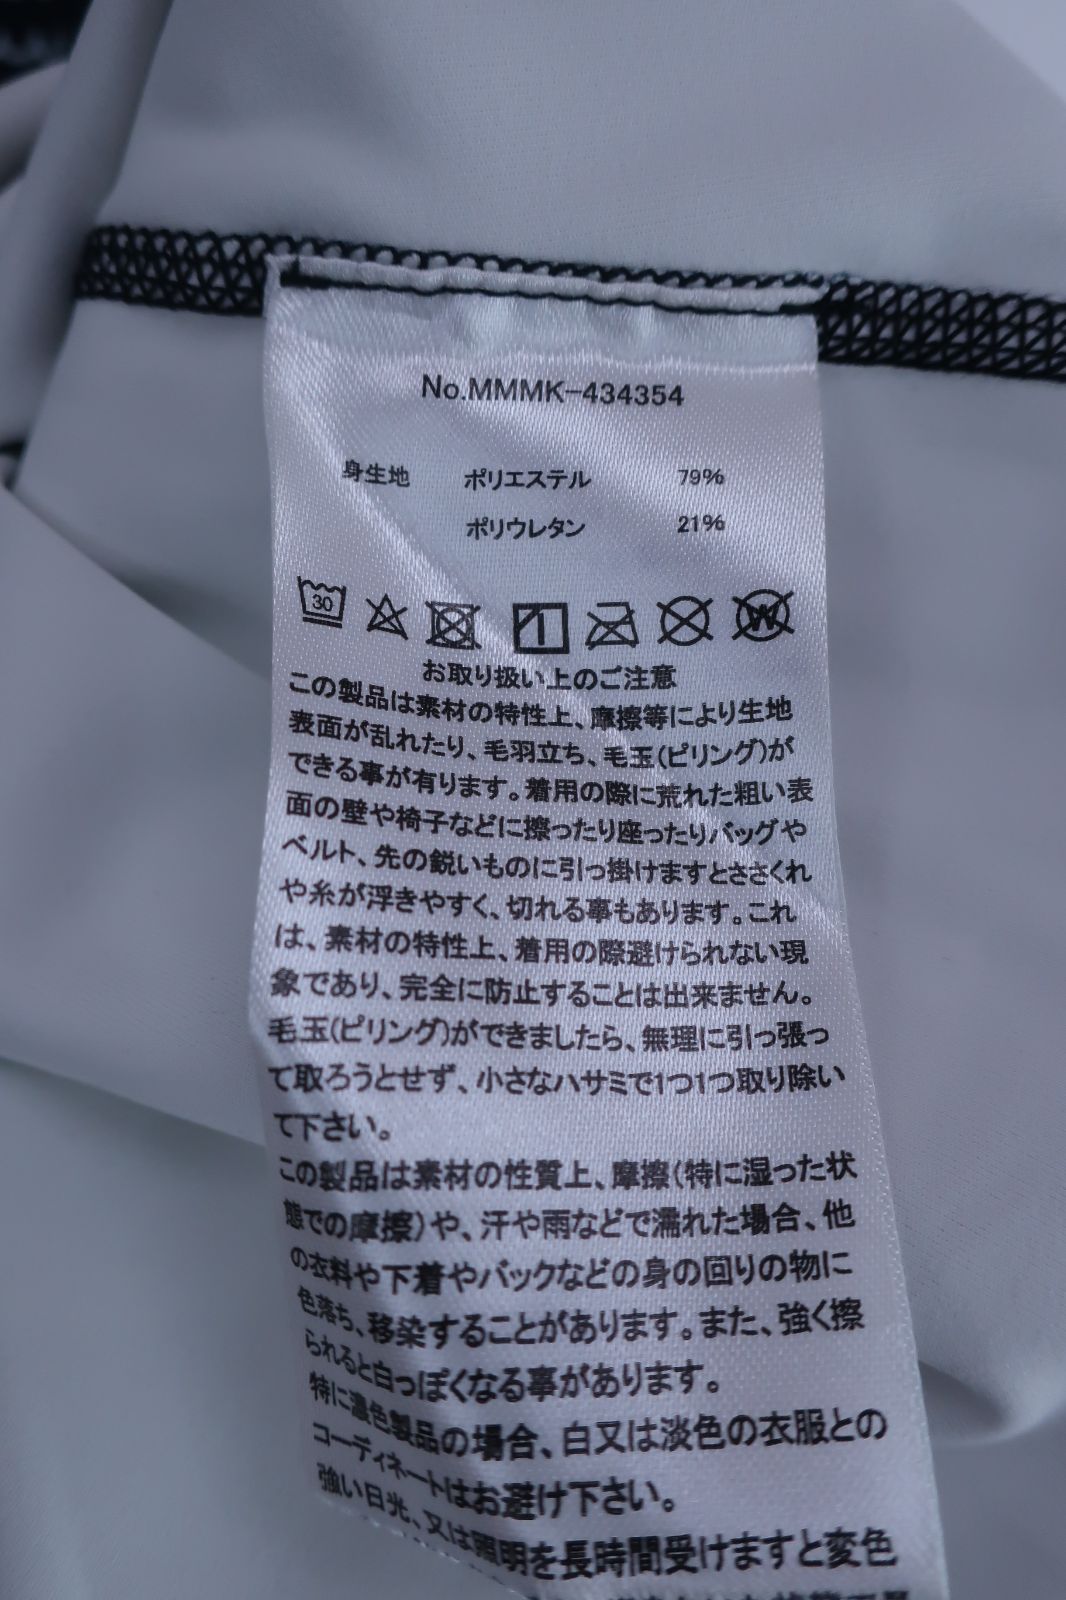 No.MMMK-434354
身生地 ポリエステル 79%
ポリウレタン 21%
30 W
お取り扱い上のご注意
この製品は素材の特性上、摩擦等により生地
表面が乱れたり、毛羽立ち、毛玉(ピリング)が
できる事が有ります。着用の際に荒れた粗い表
面の壁や椅子などに擦ったり座ったりバッグや
ベルト、先の鋭いものに引っ掛けますとささくれ
や糸が浮きやすく、切れる事もあります。これ
は、素材の特性上、着用の際避けられない現
象であり、完全に防止することは出来ません。
毛玉(ピリング)ができましたら、無理に引っ張っ
て取ろうとせず、小さなハサミで1つ1つ取り除い
て下さい。
この製品は素材の性質上、摩擦(特に湿った状
態での摩擦)や、汗や雨などで濡れた場合、他
の衣料や下着やバックなどの身の回りの物に
色落ち、移染することがあります。また、強く擦
られると白っぽくなる事があります。
特に濃色製品の場合、白又は淡色の衣服との
コーディネートはお避け下さい。
強い日光、又は照明を長時間受けますと変色